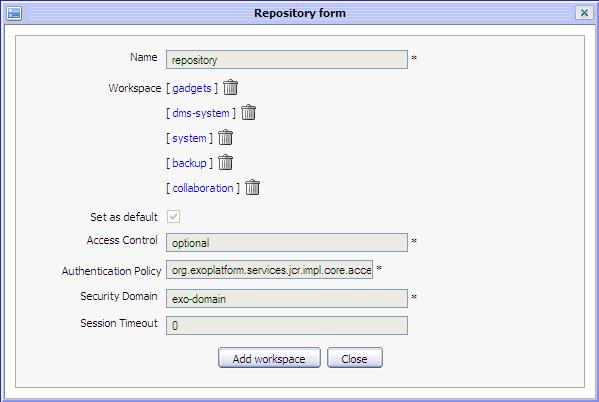 Repository form
Name repository *
Workspace [ gadgets ]
[ dms-system ]
[ system ]
[ backup ]
[ collaboration ]
Set as default
Access Control optional *
Authentication Policy org.exoplatform.services.jcr.impl.core.acce *
Security Domain exo-domain *
Session Timeout 0
Add workspace Close